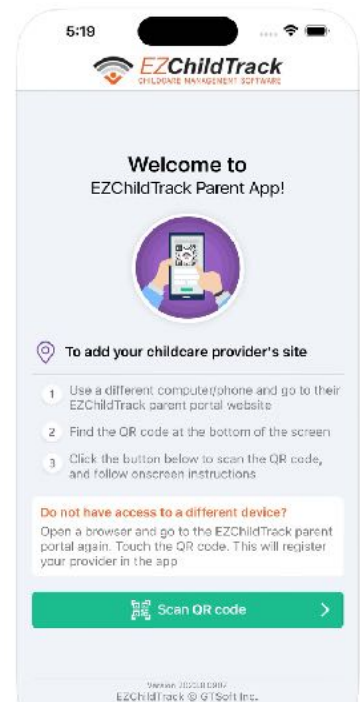 5:19
EZChildTrack
CHILDCARE MANAGEMENT SOFTWARE
Welcome to
EZChildTrack Parent App!
To add your childcare provider's site
1 Use a different computer/phone and go to their
EZChildTrack parent portal website
2 Find the QR code at the bottom of the screen
3 Click the button below to scan the QR code,
and follow onscreen instructions
Do not have access to a different device?
Open a browser and go to the EZChildTrack parent
portal again. Touch the QR code. This will register
your provider in the app
Scan QR code
Version
EZChildTrack © GTSoft Inc.